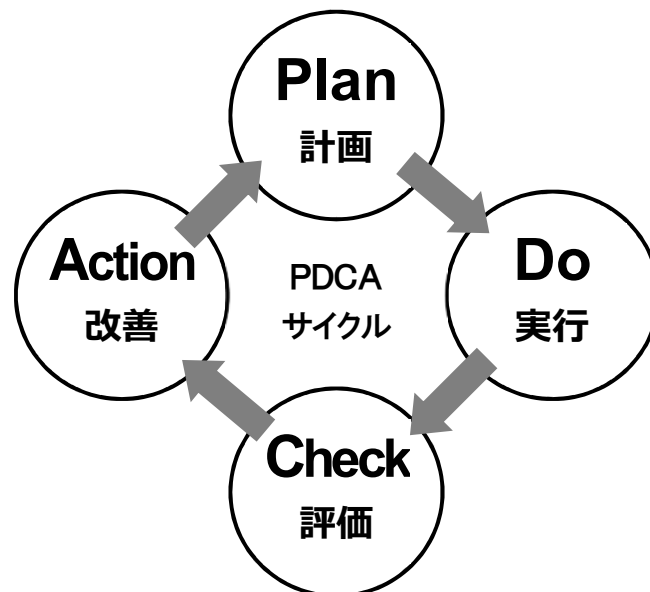 Plan
計画
Do
実行
Check
評価
Action
改善
PDCA
サイクル